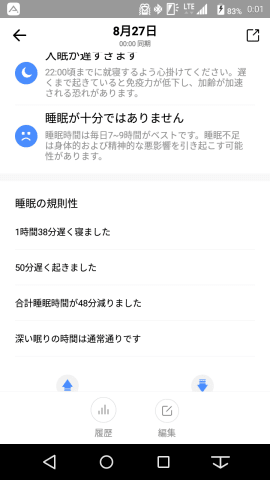 LTE
83%
0:01
8月27日
00:00 同期
入眠が遅すぎます
22:00頃までに就寝するよう心掛けてください。遅
くまで起きていると免疫力が低下し、加齢が加速
される恐れがあります。
睡眠が十分ではありません
睡眠時間は毎日7~9時間がベストです。睡眠不足
は身体的および精神的な悪影響を引き起こす可能
性があります。
睡眠の規則性
1時間38分遅く寝ました
50分遅く起きました
合計睡眠時間が48分減りました
深い眠りの時間は通常通りです
履歴
編集